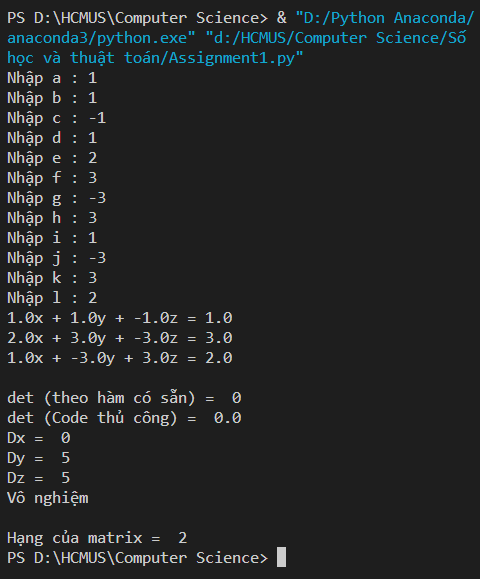 PS D:\HCMUS\Computer Science> & "D:/Python Anaconda/
anaconda3/python.exe" "d:/HCMUS/Computer Science/Số
học và thuật toán/Assignment1.py"
Nhập a : 1
Nhập b : 1
Nhập c : -1
Nhập d : 1
Nhập e : 2
Nhập f : 3
Nhập g : -3
Nhập h : 3
Nhập i : 1
Nhập j : -3
Nhập k : 3
Nhập l : 2
1.0x + 1.0y + -1.0z = 1.0
2.0x + 3.0y + -3.0z = 3.0
1.0x + -3.0y + 3.0z = 2.0
det (theo hàm có sẵn) =  0
det (Code thủ công) =  0.0
Dx =  0
Dy =  5
Dz =  5
Vô nghiệm
Hạng của matrix =  2
PS D:\HCMUS\Computer Science>